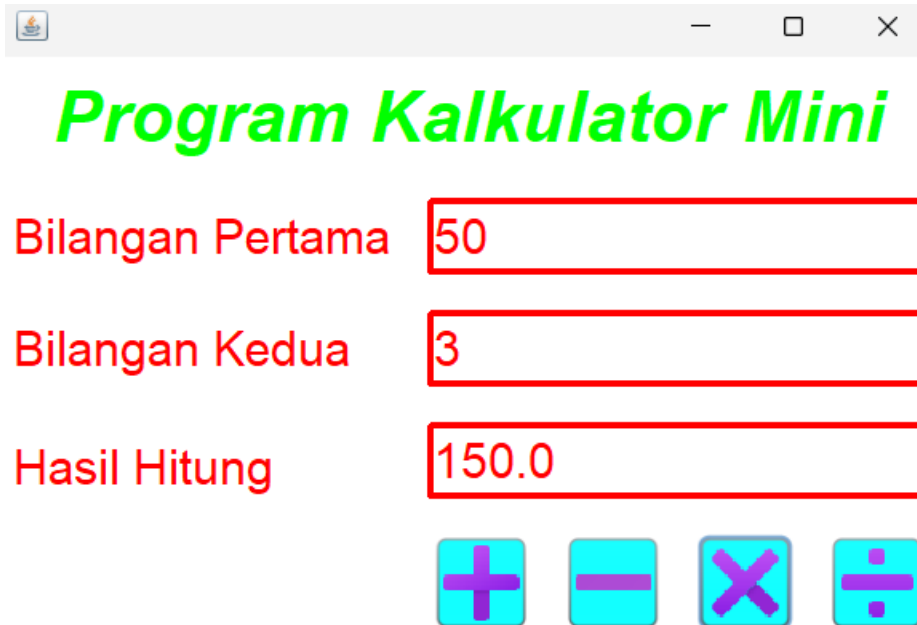 Program Kalkulator Mini
Bilangan Pertama 50
Bilangan Kedua 3
Hasil Hitung 150.0
+ − × ÷